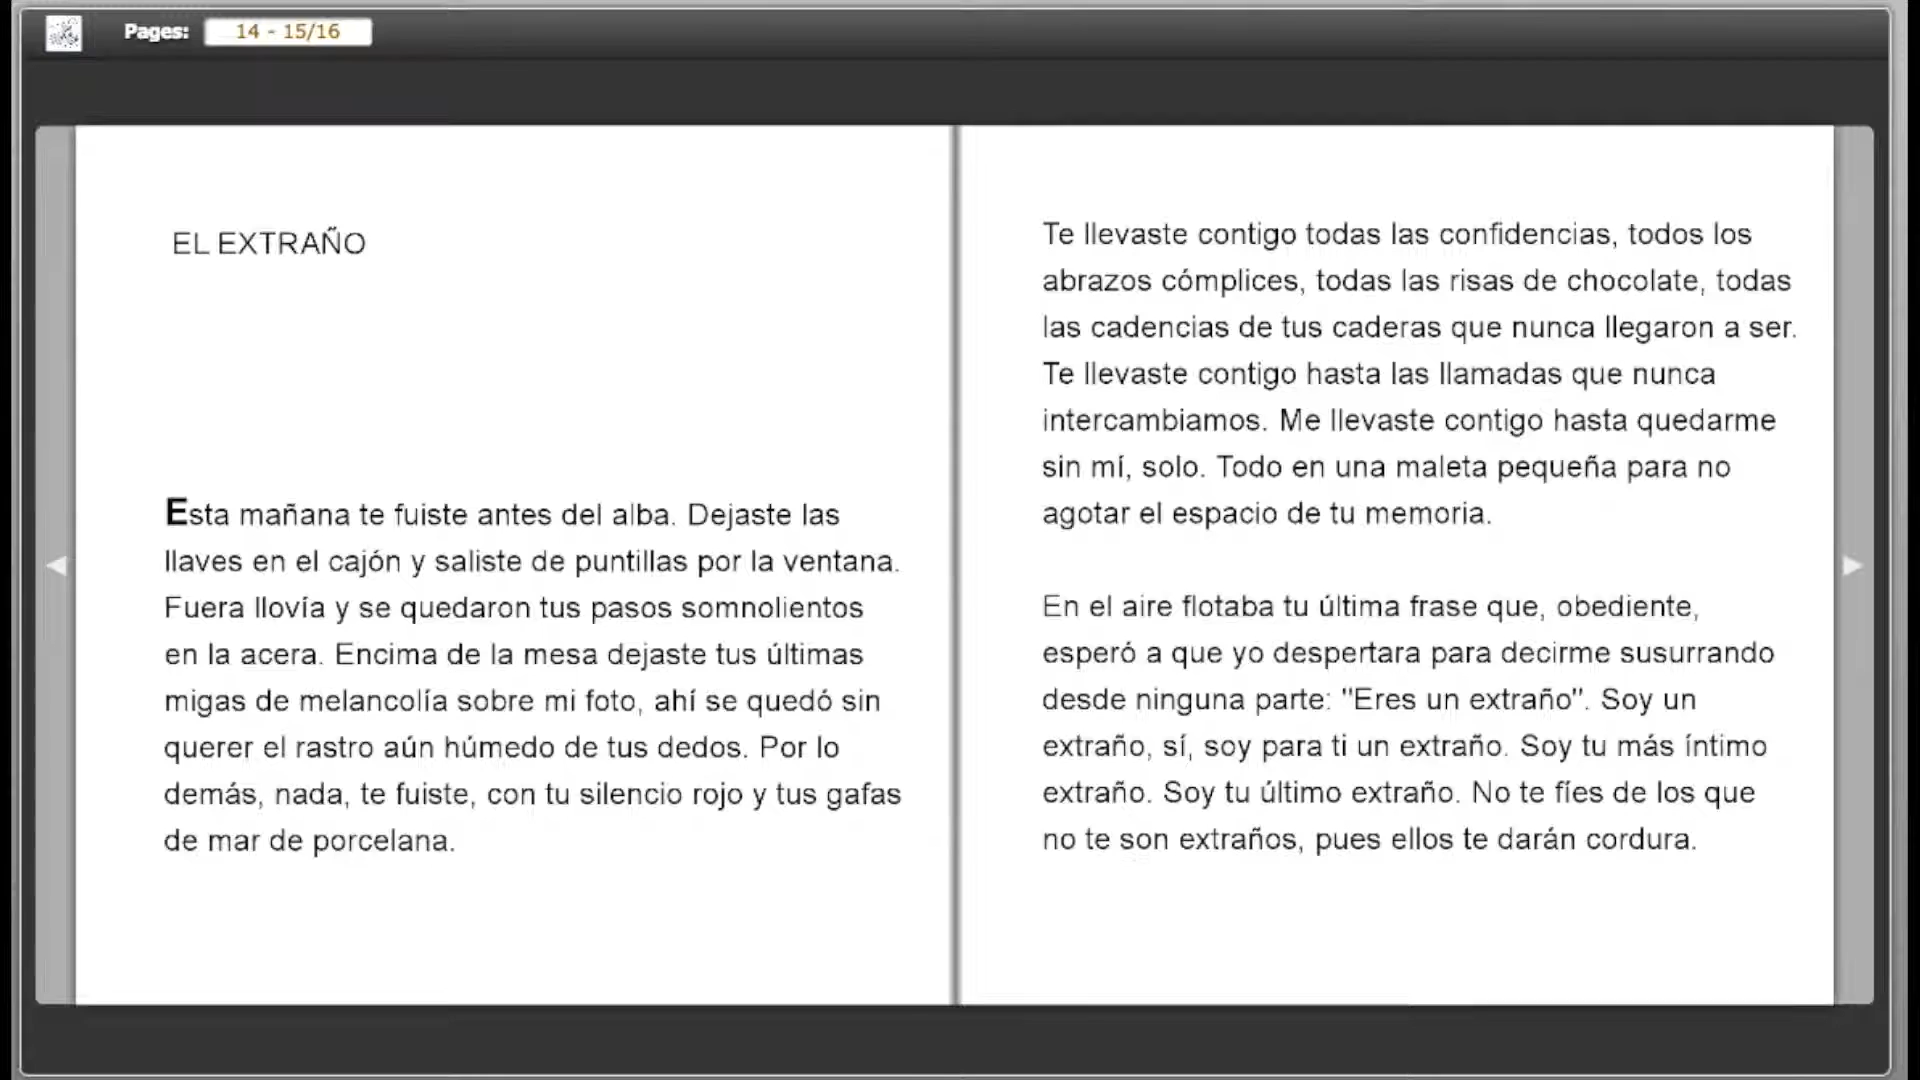 Pages: 14 - 15/16
EL EXTRAÑO
Esta mañana te fuiste antes del alba. Dejaste las
llaves en el cajón y saliste de puntillas por la ventana.
Fuera llovía y se quedaron tus pasos somnolientos
en la acera. Encima de la mesa dejaste tus últimas
migas de melancolía sobre mi foto, ahí se quedó sin
querer el rastro aún húmedo de tus dedos. Por lo
demás, nada, te fuiste, con tu silencio rojo y tus gafas
de mar de porcelana.
Te llevaste contigo todas las confidencias, todos los
abrazos cómplices, todas las risas de chocolate, todas
las cadencias de tus caderas que nunca llegaron a ser.
Te llevaste contigo hasta las llamadas que nunca
intercambiamos. Me llevaste contigo hasta quedarme
sin mí, solo. Todo en una maleta pequeña para no
agotar el espacio de tu memoria.
En el aire flotaba tu última frase que, obediente,
esperó a que yo despertara para decirme susurrando
desde ninguna parte: "Eres un extraño". Soy un
extraño, sí, soy para ti un extraño. Soy tu más íntimo
extraño. Soy tu último extraño. No te fíes de los que
no te son extraños, pues ellos te darán cordura.